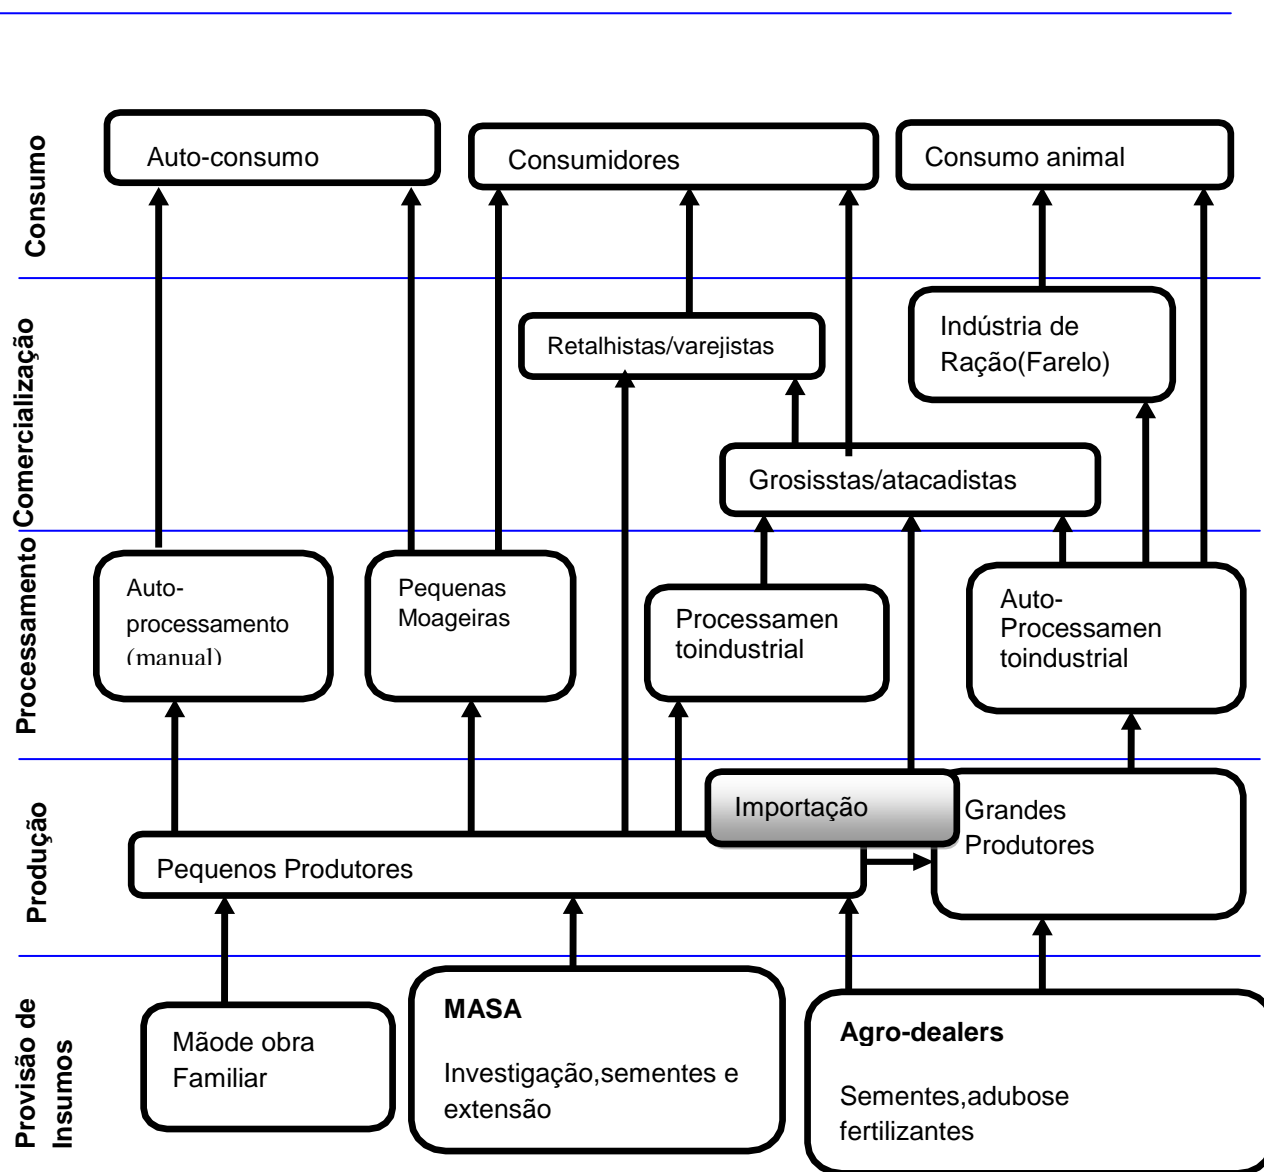 Consumo
Auto-consumo
Consumidores
Consumo animal
Comercialização
Retalhistas/varejistas
Indústria de
Ração(Farelo)
Grosisstas/atacadistas
Processamento
Auto-
processamento
(manual)
Pequenas
Moageiras
Processamen
toindustrial
Auto-
Processamen
toindustrial
Produção
Importação
Grandes
Produtores
Pequenos Produtores
Provisão de
Insumos
Mãode obra
Familiar
MASA
Investigação,sementes e
extensão
Agro-dealers
Sementes,adubose
fertilizantes